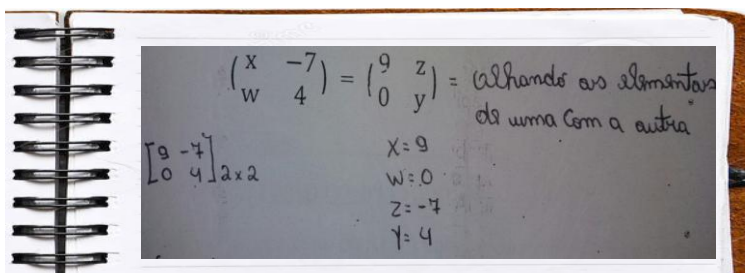 (x -7
w 4) = (9 z
0 y) = olhando os elementos
de uma com a outra
[9 -7
0 4] 2x2
x = 9
w = 0
z = -7
y = 4